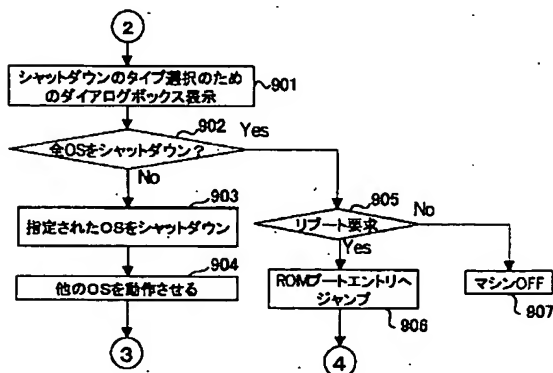 2
シャットダウンのタイプ選択のため
のダイアログボックス表示
901
902
Yes
全OSをシャットダウン?
No
903
指定されたOSをシャットダウン
904
他のOSを動作させる
3
905
リブート要求
No
Yes
ROMブートエントリへ
ジャンプ
906
マシンOFF
907
4